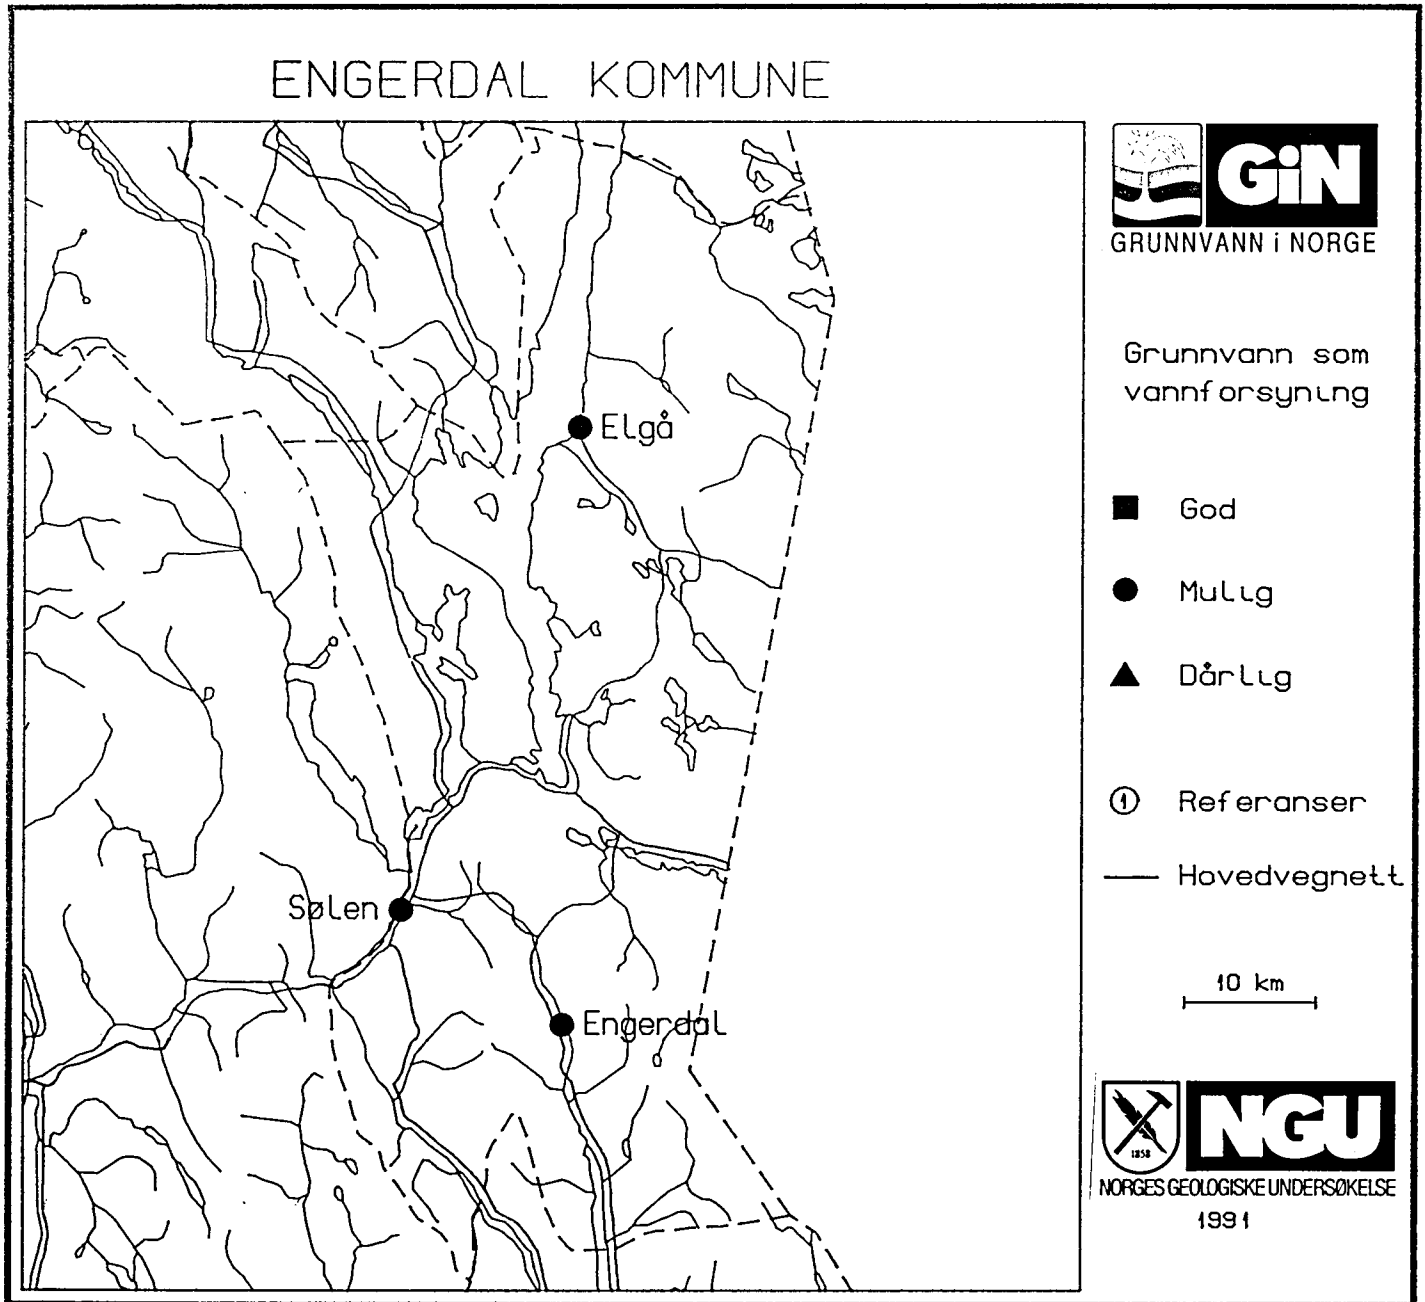 ENGERDAL KOMMUNE
GiN
GRUNNVANN i NORGE
Grunnvann som
vannforsyning
God
Mulig
Dårlig
1 Referanser
Hovedvegnett
10 km
Elgå
Sølen
Engerdal
1858
NGU
NORGES GEOLOGISKE UNDERSØKELSE
1991